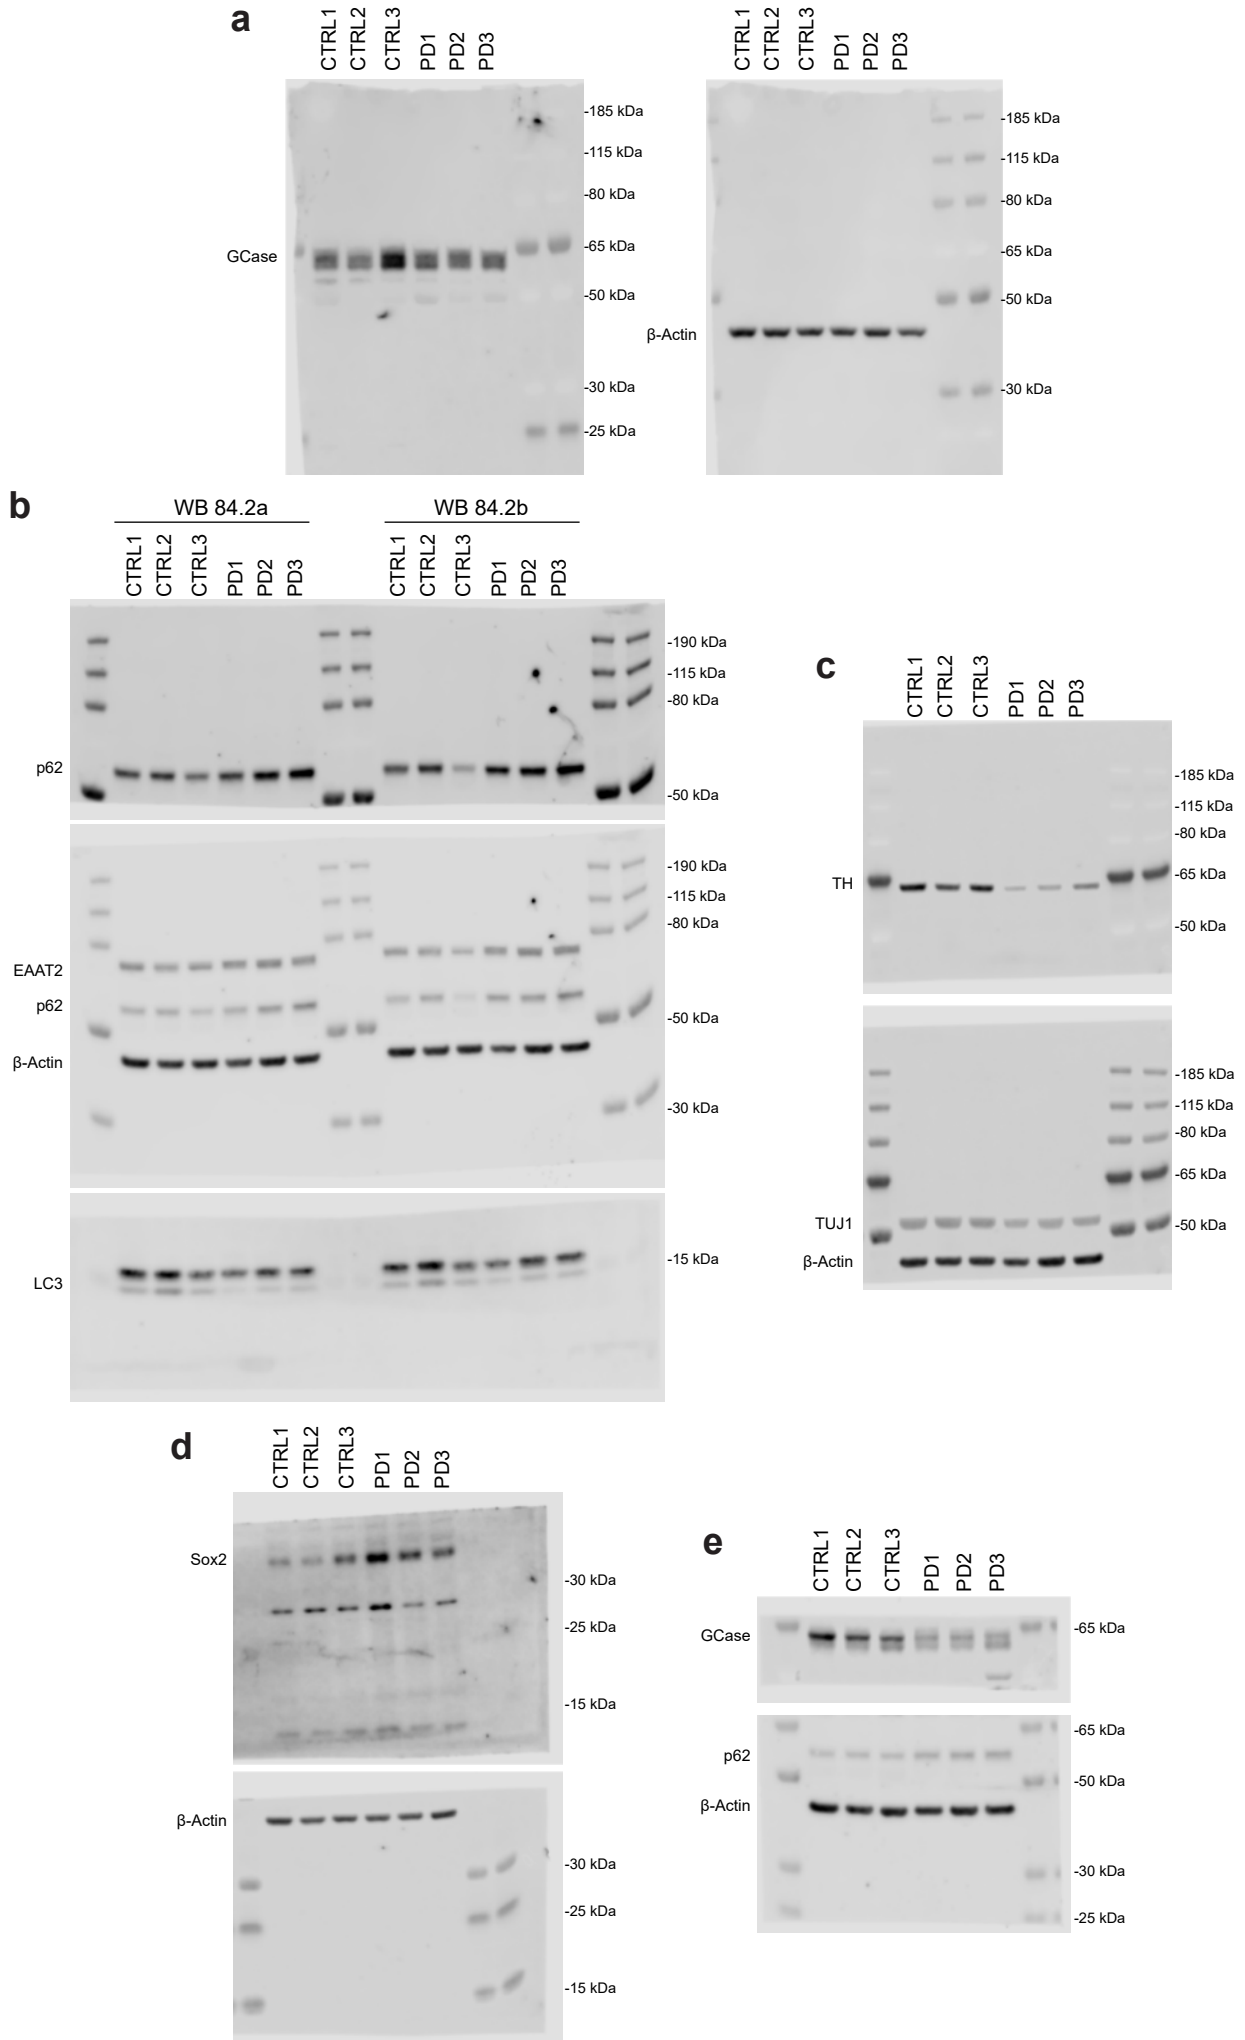 a
CTRL1 CTRL2 CTRL3 PD1 PD2 PD3
CTRL1 CTRL2 CTRL3 PD1 PD2 PD3
-185 kDa
-115 kDa
-80 kDa
-65 kDa
GCase
-50 kDa
-30 kDa
-25 kDa
-185 kDa
-115 kDa
-80 kDa
-65 kDa
-50 kDa
β-Actin
-30 kDa
b
WB 84.2a WB 84.2b
CTRL1 CTRL2 CTRL3 PD1 PD2 PD3 CTRL1 CTRL2 CTRL3 PD1 PD2 PD3
-190 kDa
-115 kDa
-80 kDa
p62
-50 kDa
-190 kDa
-115 kDa
-80 kDa
EAAT2
p62
-50 kDa
β-Actin
-30 kDa
-15 kDa
LC3
c
CTRL1 CTRL2 CTRL3 PD1 PD2 PD3
-185 kDa
-115 kDa
-80 kDa
-65 kDa
TH
-50 kDa
-185 kDa
-115 kDa
-80 kDa
-65 kDa
TUJ1
-50 kDa
β-Actin
d
CTRL1 CTRL2 CTRL3 PD1 PD2 PD3
Sox2
-30 kDa
-25 kDa
-15 kDa
β-Actin
-30 kDa
-25 kDa
-15 kDa
e
CTRL1 CTRL2 CTRL3 PD1 PD2 PD3
-65 kDa
GCase
-65 kDa
p62
-50 kDa
β-Actin
-30 kDa
-25 kDa